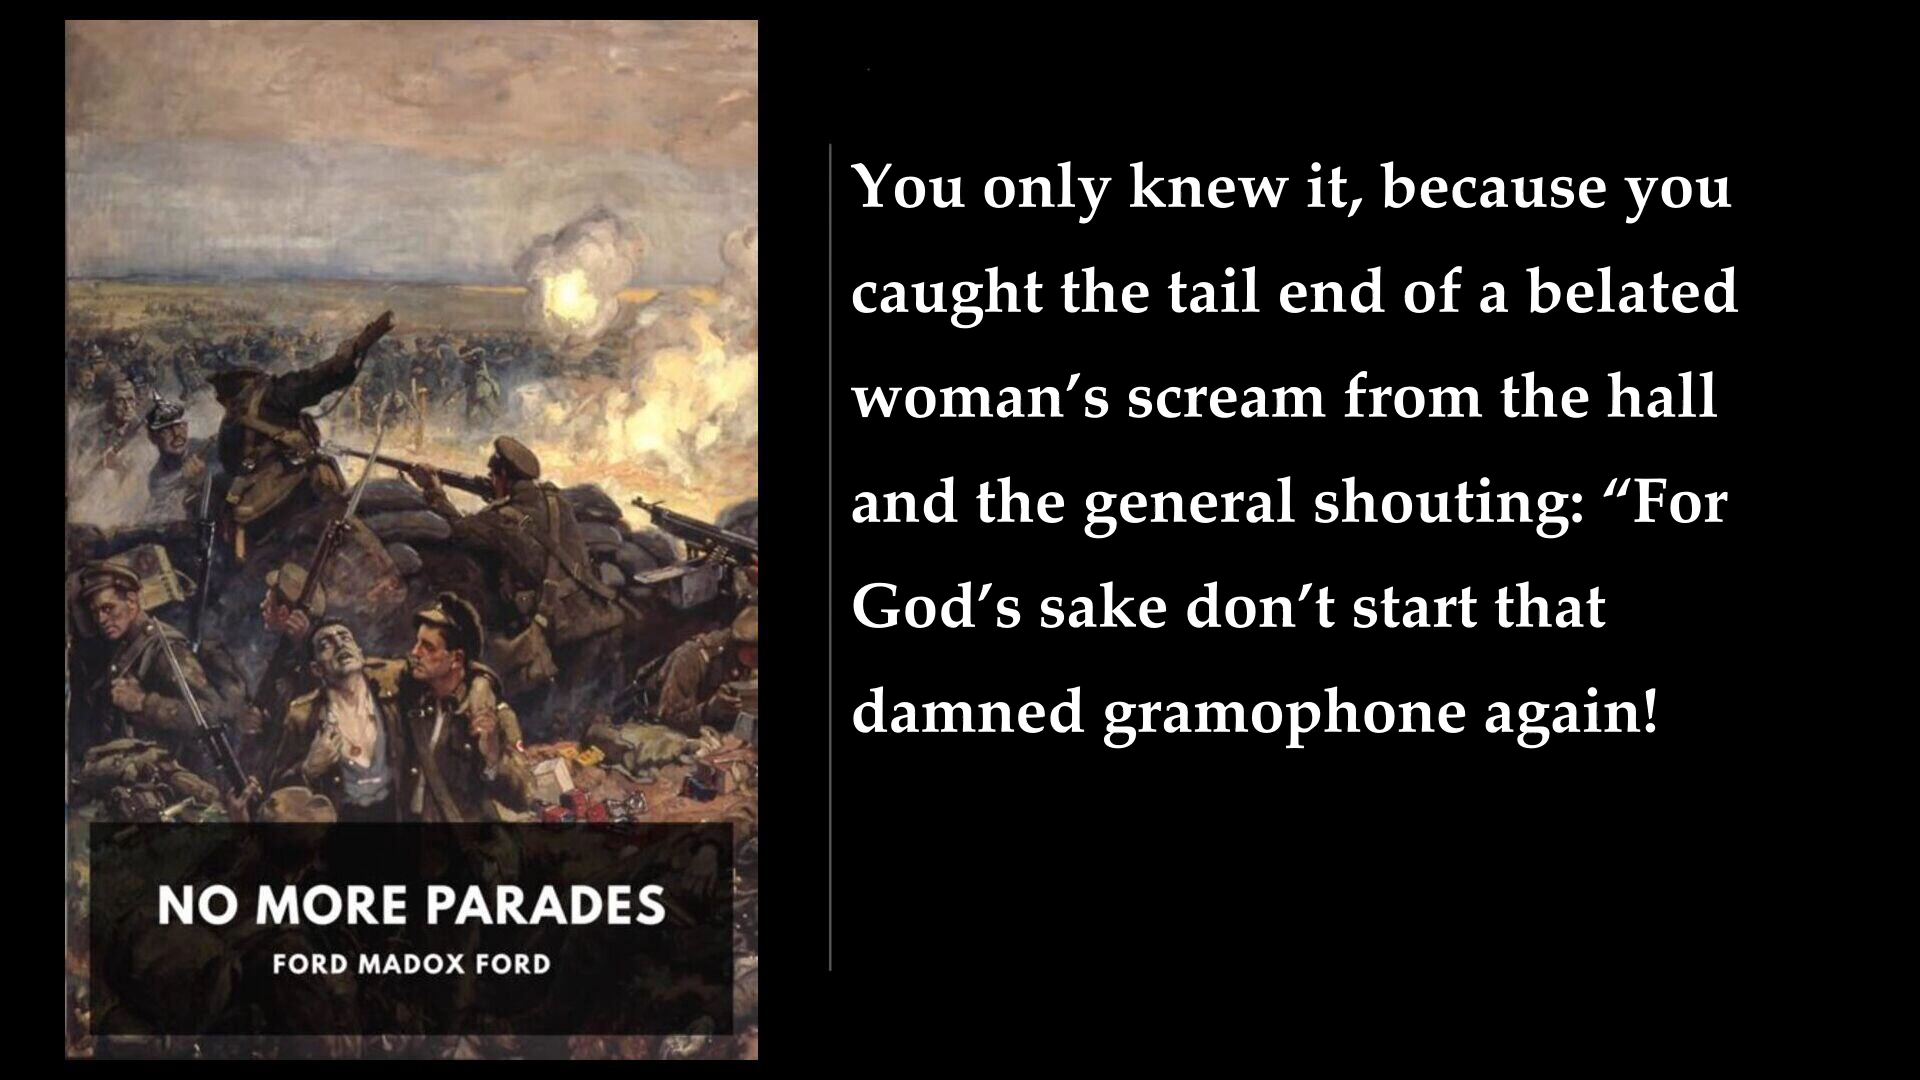 You only knew it, because you
caught the tail end of a belated
woman’s scream from the hall
and the general shouting: “For
God’s sake don’t start that
damned gramophone again!
NO MORE PARADES
FORD MADOX FORD